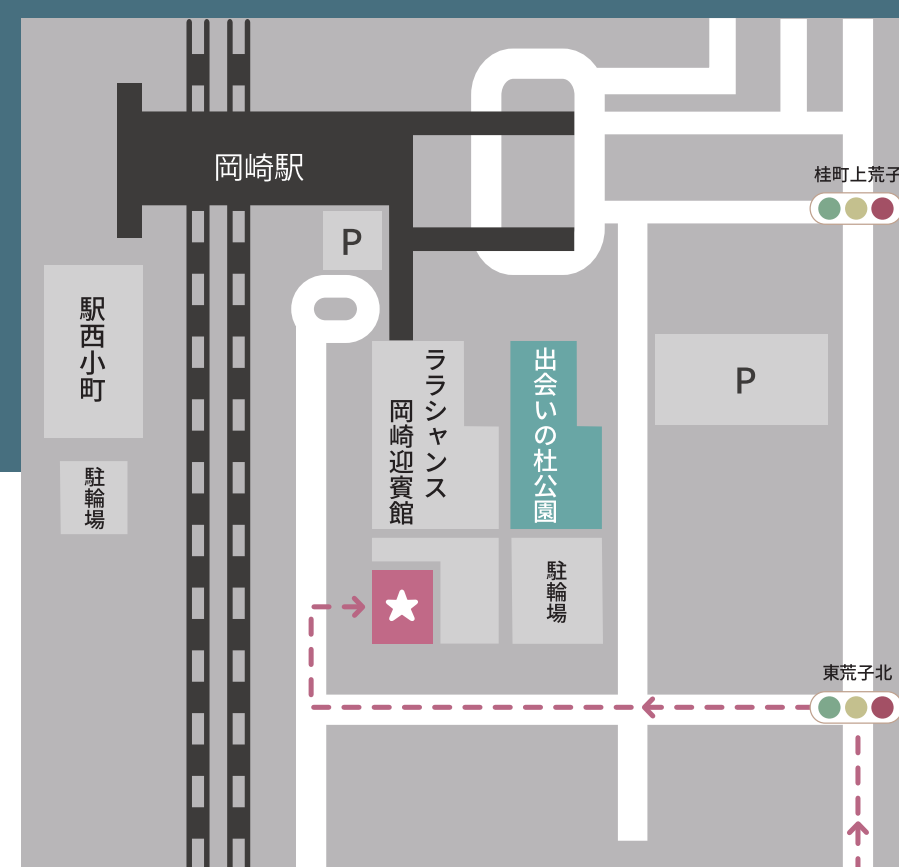 岡崎駅
桂町上荒子
P
駅西小町
ララシャンス
岡崎迎賓館
出会いの杜公園
P
駐輪場
駐輪場
東荒子北